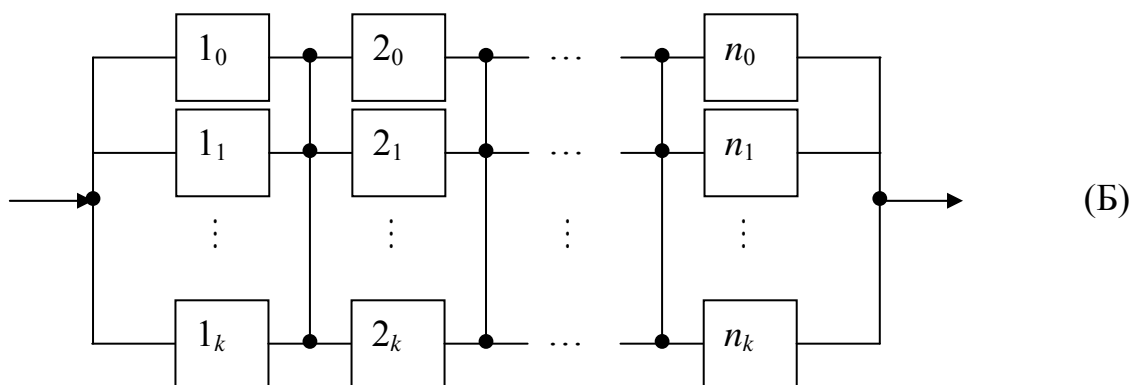 1₀ 2₀ … n₀
1₁ 2₁ … n₁
(Б)
⋮ ⋮ ⋮ ⋮
1ₖ 2ₖ … nₖ